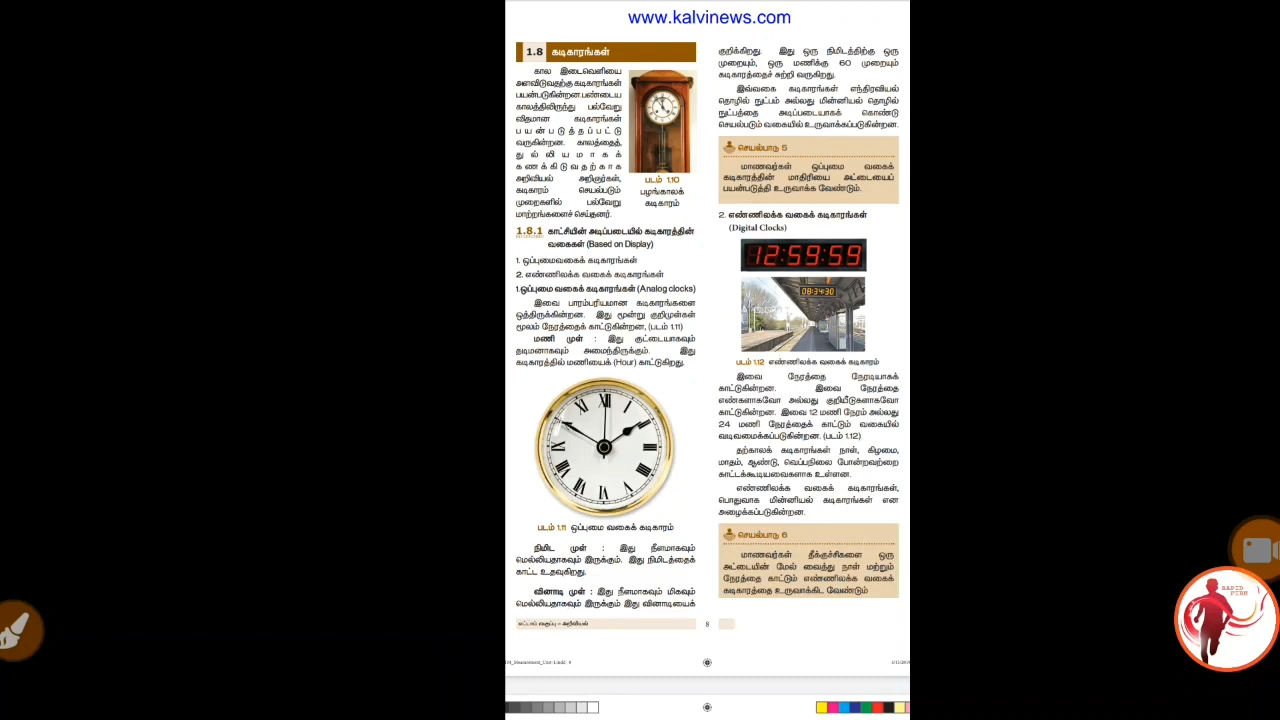 www.kalvinews.com
1.8 கடிகாரங்கள்
கால இடைவெளியை
அளவிடுவதற்கு கடிகாரங்கள்
பயன்படுகின்றன.பண்டைய
காலத்திலிருந்து பல்வேறு
விதமான கடிகாரங்கள்
பயன்படுத்தப்பட்டு
வருகின்றன. காலத்தைத்
துல்லியமாகக்
கணக்கிடுவதற்காக
அறிவியல் அறிஞர்கள்,
கடிகாரம் செயல்படும்
முறைகளில் பல்வேறு
மாற்றங்களைச் செய்தனர்.
படம் 1.10
பழங்காலக்
கடிகாரம்
1.8.1 காட்சியின் அடிப்படையில் கடிகாரத்தின்
வகைகள் (Based on Display)
1. ஒப்புமைவகைக் கடிகாரங்கள்
2. எண்ணிலக்க வகைக் கடிகாரங்கள்
1.ஒப்புமை வகைக் கடிகாரங்கள் (Analog clocks)
இவை பாரம்பரியமான கடிகாரங்களை
ஒத்திருக்கின்றன. இது மூன்று குறிமுள்கள்
மூலம் நேரத்தைக் காட்டுகின்றன, (படம் 1.11)
மணி முள் : இது குட்டையாகவும்
தடிமனாகவும் அமைந்திருக்கும். இது
கடிகாரத்தில் மணியைக் (Hour) காட்டுகிறது.
படம் 1.11 ஒப்புமை வகைக் கடிகாரம்
நிமிட முள் : இது நீளமாகவும்
மெல்லியதாகவும் இருக்கும். இது நிமிடத்தைக்
காட்ட உதவுகிறது.
வினாடி முள் : இது நீளமாகவும் மிகவும்
மெல்லியதாகவும் இருக்கும் இது வினாடியைக்
எட்டாம் வகுப்பு – அறிவியல்
8
குறிக்கிறது. இது ஒரு நிமிடத்திற்கு ஒரு
முறையும், ஒரு மணிக்கு 60 முறையும்
கடிகாரத்தைச் சுற்றி வருகிறது.
இவ்வகை கடிகாரங்கள் எந்திரவியல்
தொழில் நுட்பம் அல்லது மின்னியல் தொழில்
நுட்பத்தை அடிப்படையாகக் கொண்டு
செயல்படும் வகையில் உருவாக்கப்படுகின்றன.
செயல்பாடு 5
மாணவர்கள் ஒப்புமை வகைக்
கடிகாரத்தின் மாதிரியை அட்டையைப்
பயன்படுத்தி உருவாக்க வேண்டும்.
2. எண்ணிலக்க வகைக் கடிகாரங்கள்
(Digital Clocks)
12:59:59
08:34:30
படம் 1.12 எண்ணிலக்க வகைக் கடிகாரம்
இவை நேரத்தை நேரடியாகக்
காட்டுகின்றன. இவை நேரத்தை
எண்களாகவோ அல்லது குறியீடுகளாகவோ
காட்டுகின்றன. இவை 12 மணி நேரம் அல்லது
24 மணி நேரத்தைக் காட்டும் வகையில்
வடிவமைக்கப்படுகின்றன. (படம் 1.12)
தற்காலக் கடிகாரங்கள் நாள், கிழமை,
மாதம், ஆண்டு, வெப்பநிலை போன்றவற்றை
காட்டக்கூடியவைகளாக உள்ளன.
எண்ணிலக்க வகைக் கடிகாரங்கள்,
பொதுவாக மின்னியல் கடிகாரங்கள் என
அழைக்கப்படுகின்றன.
செயல்பாடு 6
மாணவர்கள் தீக்குச்சிகளை ஒரு
அட்டையின் மேல் வைத்து நாள் மற்றும்
நேரத்தை காட்டும் எண்ணிலக்க வகைக்
கடிகாரத்தை உருவாக்கிட வேண்டும்
RAPID